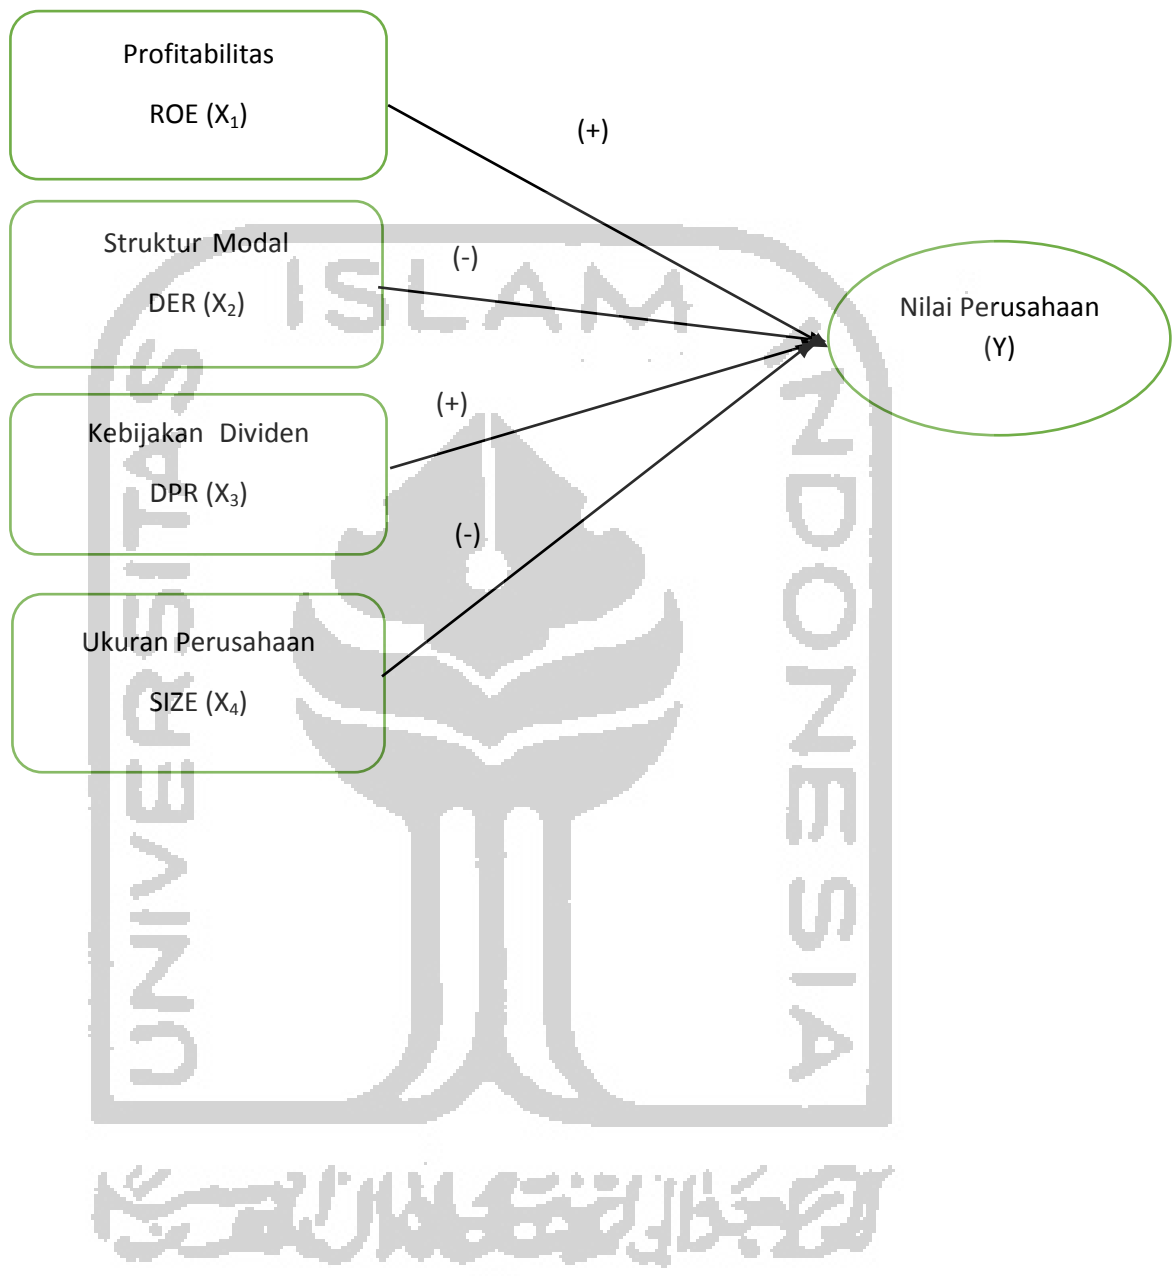 Profitabilitas
ROE (X₁)
(+)
Struktur Modal
DER (X₂)
(-)
Nilai Perusahaan
(Y)
Kebijakan Dividen
DPR (X₃)
(+)
(-)
Ukuran Perusahaan
SIZE (X₄)
UNIVERSITAS
ISLAM
INDONESIA